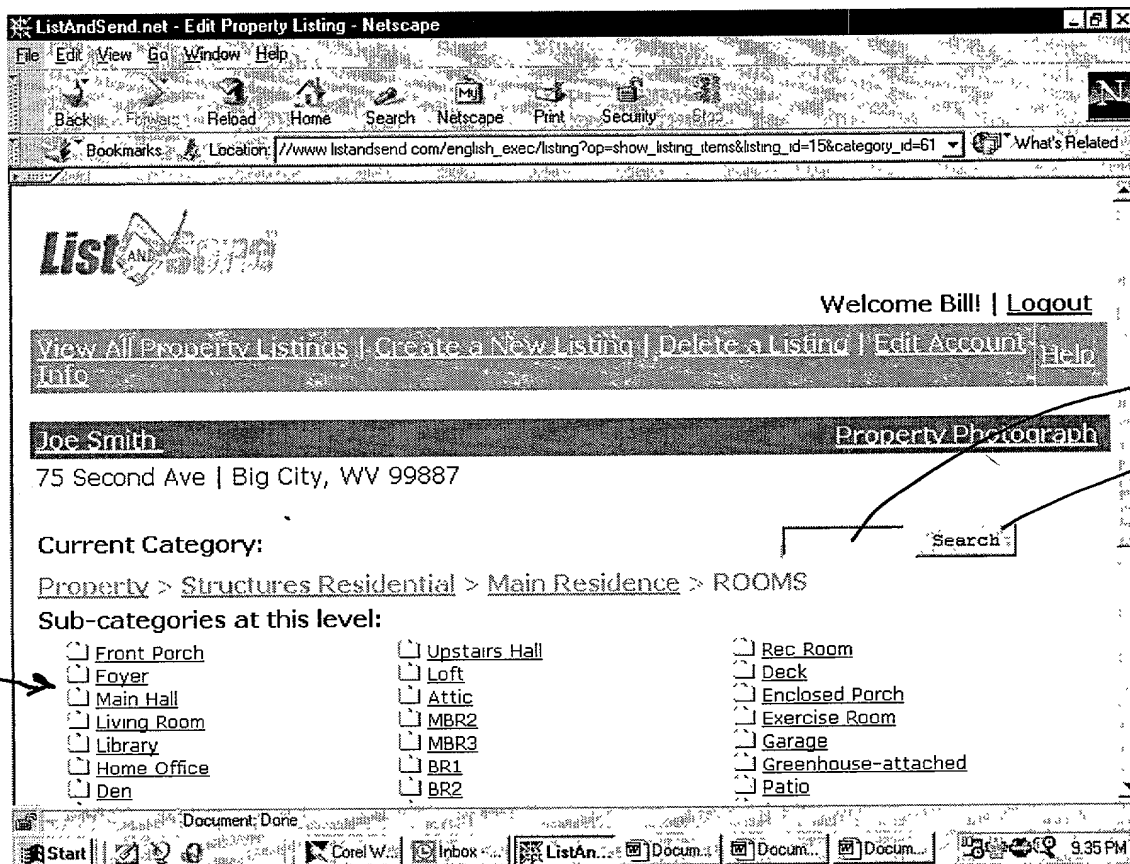 ListAndSend.net - Edit Property Listing - Netscape
File Edit View Go Window Help
Back Forward Reload Home Search Netscape Print Security Stop
Bookmarks Location: //www listandsend com/english_exec/listing?op=show_listing_items&listing_id=15&category_id=61 What's Related
List AND Send
Welcome Bill! | Logout
View All Property Listings | Create a New Listing | Delete a Listing | Edit Account Help
Info
Joe Smith Property Photograph
75 Second Ave | Big City, WV 99887
Current Category: Search
Property > Structures Residential > Main Residence > ROOMS
Sub-categories at this level:
Front Porch Upstairs Hall Rec Room
Foyer Loft Deck
Main Hall Attic Enclosed Porch
Living Room MBR2 Exercise Room
Library MBR3 Garage
Home Office BR1 Greenhouse-attached
Den BR2 Patio
Document: Done
Start Corel W... Inbox -... ListAn... Docum... Docum... Docum... 9.35 PM